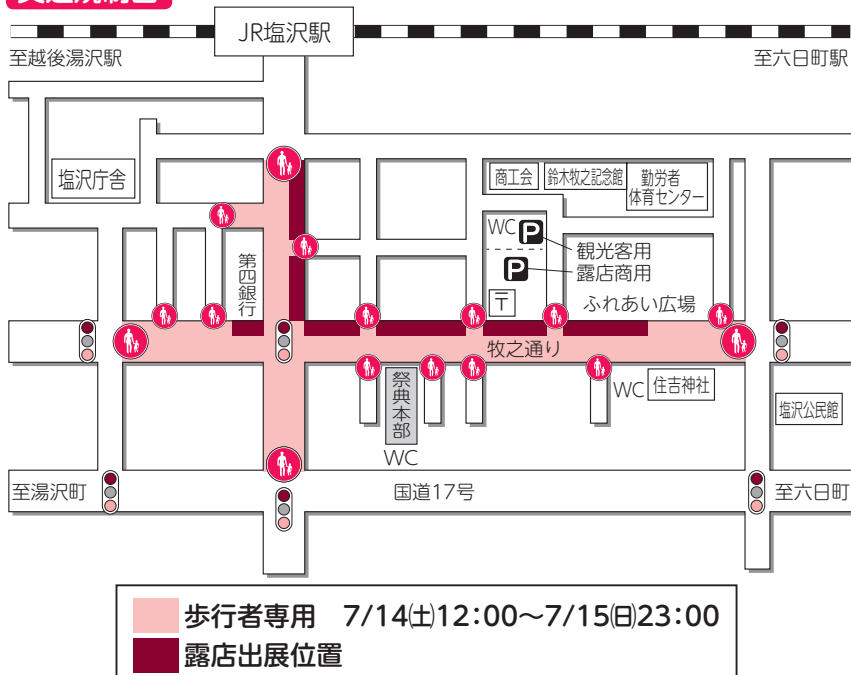 JR塩沢駅
至越後湯沢駅
至六日町駅
塩沢庁舎
商工会
鈴木牧之記念館
勤労者
体育センター
WC P
観光客用
P
露店商用
第四銀行
〒
ふれあい広場
牧之通り
祭典本部
WC
WC
住吉神社
塩沢公民館
至湯沢町
国道17号
至六日町
歩行者専用 7/14㈯12:00〜7/15㈰23:00
露店出展位置